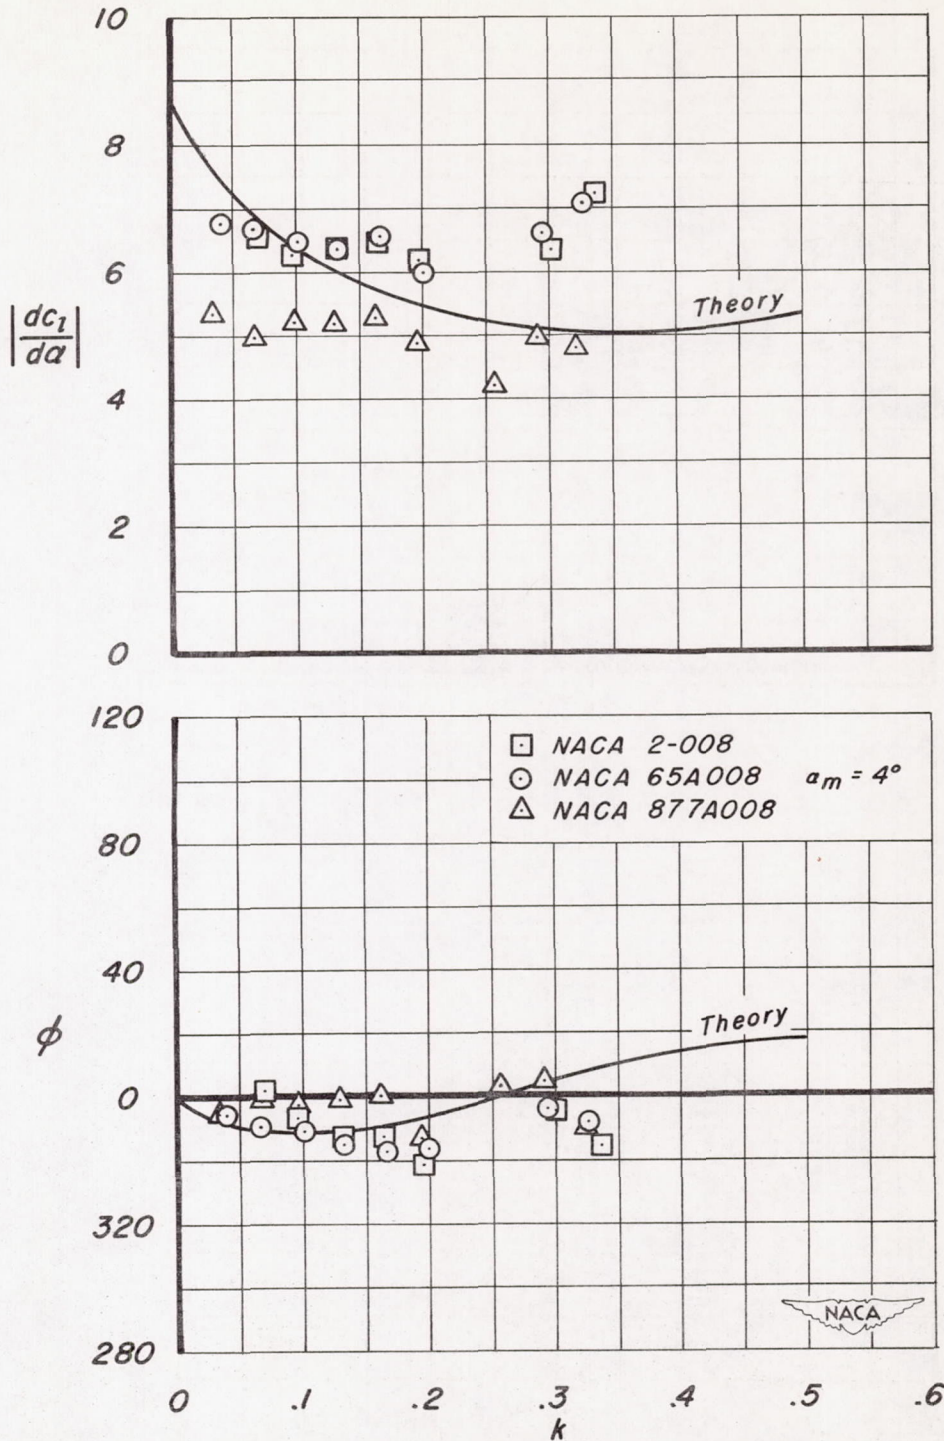 10
8
6
4
2
0
|dc_l/dα|
Theory
120
80
40
0
320
280
ϕ
NACA 2-008
NACA 65A008 α_m = 4°
NACA 877A008
Theory
NACA
0 .1 .2 .3 .4 .5 .6
k